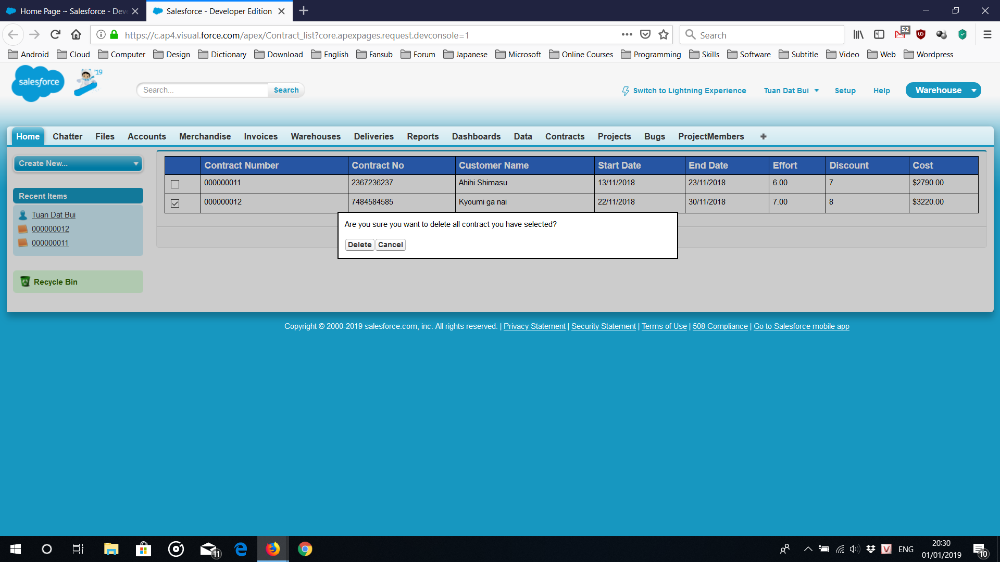 Home Page ~ Salesforce - Dev
Salesforce - Developer Edition
https://c.ap4.visual.force.com/apex/Contract_list?core.apexpages.request.devconsole=1
Search
52
Android Cloud Computer Design Dictionary Download English Fansub Forum Japanese Microsoft Online Courses Programming Skills Software Subtitle Video Web Wordpress
salesforce
'19
Search...
Search
Switch to Lightning Experience
Tuan Dat Bui
Setup
Help
Warehouse
Home Chatter Files Accounts Merchandise Invoices Warehouses Deliveries Reports Dashboards Data Contracts Projects Bugs ProjectMembers +
Create New...
Recent Items
Tuan Dat Bui
000000012
000000011
Recycle Bin
Contract Number Contract No Customer Name Start Date End Date Effort Discount Cost
000000011 2367236237 Ahihi Shimasu 13/11/2018 23/11/2018 6.00 7 $2790.00
000000012 7484584585 Kyoumi ga nai 22/11/2018 30/11/2018 7.00 8 $3220.00
Are you sure you want to delete all contract you have selected?
Delete Cancel
Copyright © 2000-2019 salesforce.com, inc. All rights reserved. | Privacy Statement | Security Statement | Terms of Use | 508 Compliance | Go to Salesforce mobile app
11
ENG
20:30
01/01/2019
10